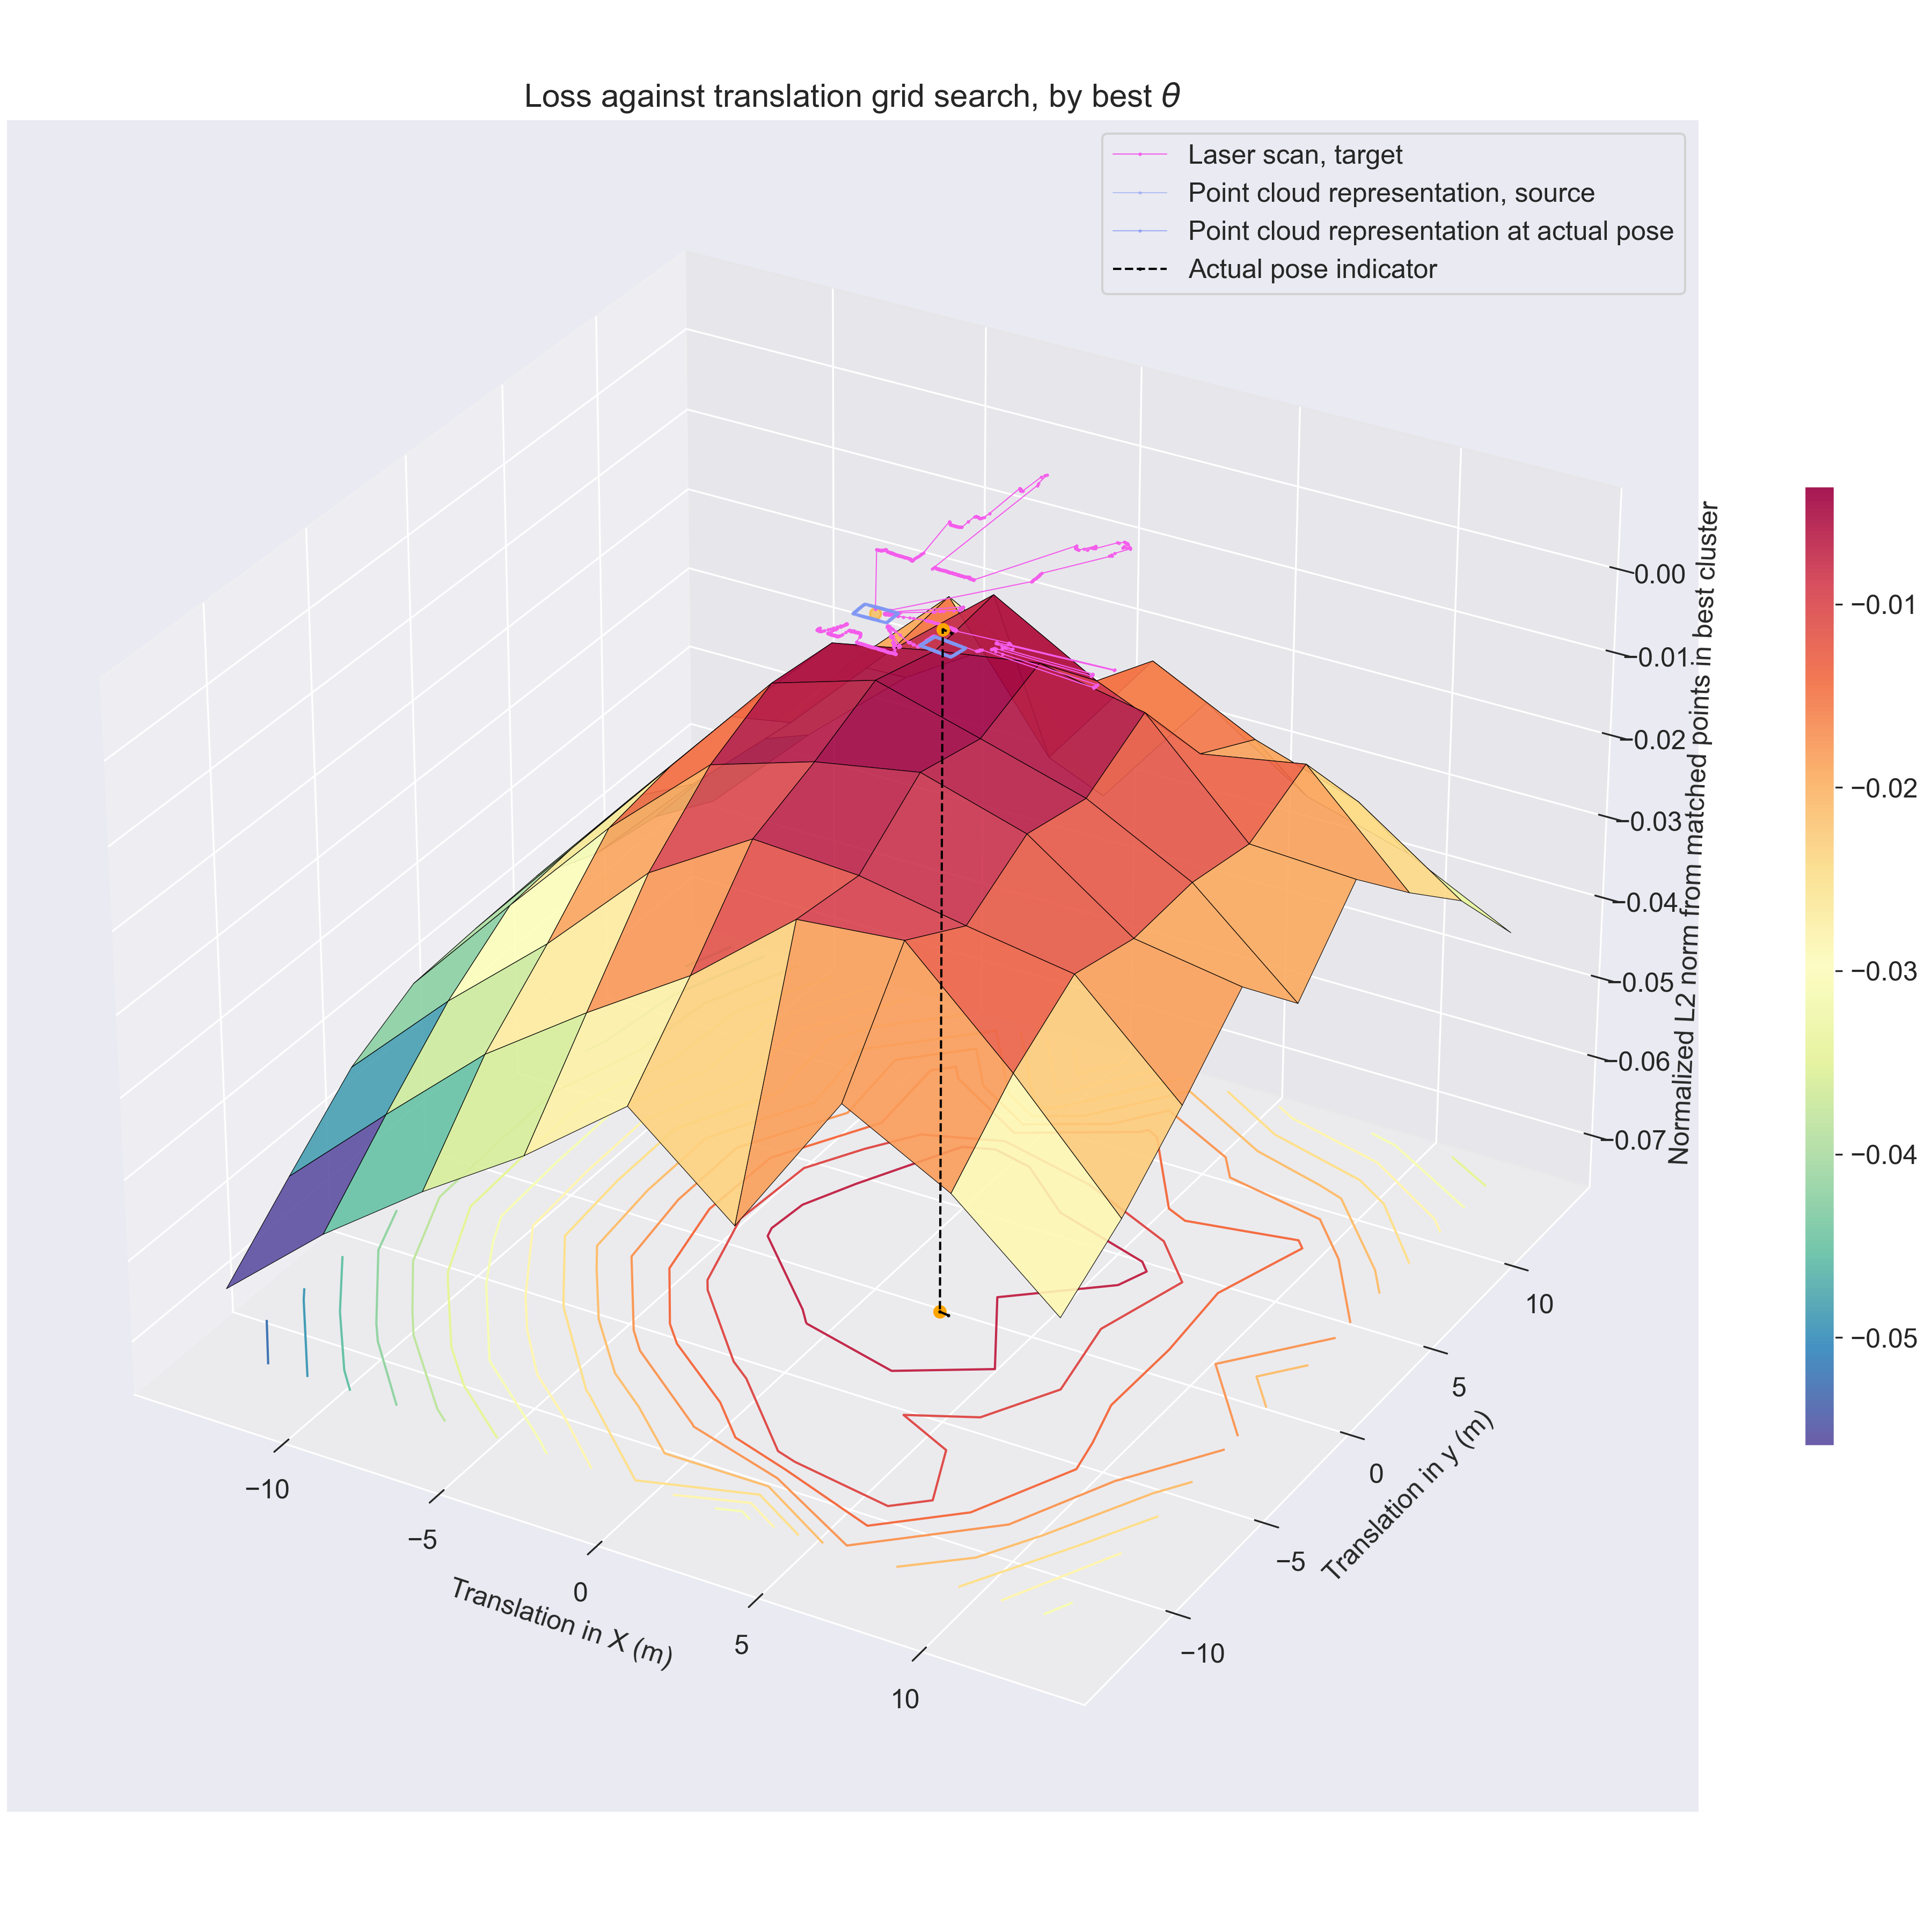 Loss against translation grid search, by best θ
Laser scan, target
Point cloud representation, source
Point cloud representation at actual pose
Actual pose indicator
0.00
−0.01
−0.02
−0.03
−0.04
−0.05
−0.06
−0.07
Normalized L2 norm from matched points in best cluster
−0.01
−0.02
−0.03
−0.04
−0.05
−10
−5
0
5
10
Translation in X (m)
−10
−5
0
5
10
Translation in y (m)